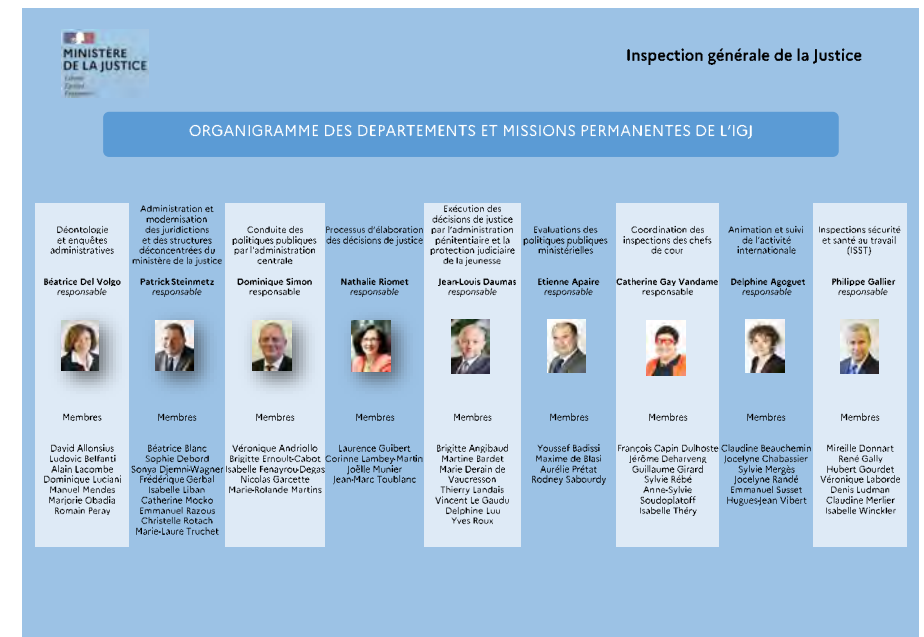 MINISTÈRE
DE LA JUSTICE
Inspection générale de la Justice
ORGANIGRAMME DES DEPARTEMENTS ET MISSIONS PERMANENTES DE L'IGJ
Déontologie
et enquêtes
administratives
Béatrice Del Volgo
responsable
Membres
David Allonsius
Ludovic Belfanti
Alain Lacombe
Dominique Luciani
Manuel Mendes
Marjorie Obadia
Romain Peray
Administration et
modernisation
des juridictions
et des structures
déconcentrées du
ministère de la justice
Patrick Steinmetz
responsable
Membres
Béatrice Blanc
Sophie Debord
Sonya Djemni-Wagner
Frédérique Gerbal
Isabelle Liban
Catherine Mocko
Emmanuel Razous
Christelle Rotach
Marie-Laure Truchet
Conduite des
politiques publiques
par l'administration
centrale
Dominique Simon
responsable
Membres
Véronique Andriollo
Brigitte Ernoult-Cabot
Isabelle Fenayrou-Degas
Nicolas Garcette
Marie-Rolande Martins
Processus d'élaboration
des décisions de justice
Nathalie Riomet
responsable
Membres
Laurence Guibert
Corinne Lambey-Martin
Joëlle Munier
Jean-Marc Toublanc
Exécution des
décisions de justice
par l'administration
pénitentiaire et la
protection judiciaire
de la jeunesse
Jean-Louis Daumas
responsable
Membres
Brigitte Angibaud
Martine Bardet
Marie Derain de
Vaucresson
Thierry Landais
Vincent Le Gaudu
Delphine Luu
Yves Roux
Evaluations des
politiques publiques
ministérielles
Etienne Apaire
responsable
Membres
Youssef Badissi
Maxime de Blasi
Aurélie Prétat
Rodney Sabourdy
Coordination des
inspections des chefs
de cour
Catherine Gay Vandame
responsable
Membres
François Capin Dulhoste
Jérôme Deharveng
Guillaume Girard
Sylvie Rébé
Anne-Sylvie
Soudoplatoff
Isabelle Théry
Animation et suivi
de l'activité
internationale
Delphine Agoguet
responsable
Membres
Claudine Beauchemin
Jocelyne Chabassier
Sylvie Mergès
Jocelyne Randé
Emmanuel Susset
Hugues-Jean Vibert
Inspections sécurité
et santé au travail
(ISST)
Philippe Gallier
responsable
Membres
Mireille Donnart
René Gally
Hubert Gourdet
Véronique Laborde
Denis Ludman
Claudine Merlier
Isabelle Winckler